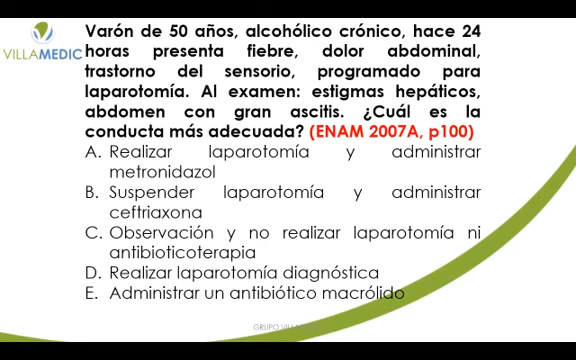 Varón de 50 años, alcohólico crónico, hace 24
horas presenta fiebre, dolor abdominal,
trastorno del sensorio, programado para
laparotomía. Al examen: estigmas hepáticos,
abdomen con gran ascitis. ¿Cuál es la
conducta más adecuada? (ENAM 2007A, p100)
VILLAMEDIC
A. Realizar laparotomía y administrar
metronidazol
B. Suspender laparotomía y administrar
ceftriaxona
C. Observación y no realizar laparotomía ni
antibioticoterapia
D. Realizar laparotomía diagnóstica
E. Administrar un antibiótico macrólido
GRUPO